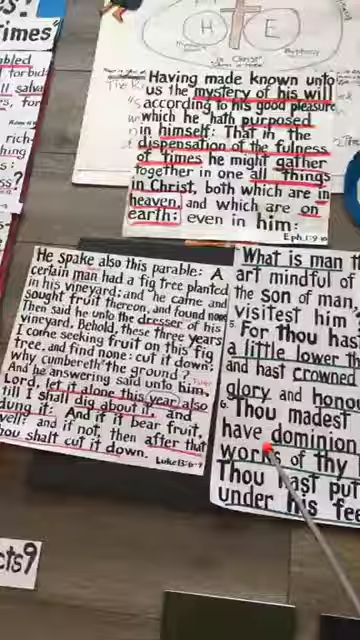 Times"
H
E
Having made known unto
us the mystery of his will
according to his good pleasure
which he hath purposed
in himself: That in the
dispensation of the fulness
of times he might gather
together in one all things
in Christ, both which are in
heaven, and which are on
earth; even in him:
Eph.1:9-10
He spake also this parable: A
certain man had a fig tree planted
in his vineyard; and he came and
sought fruit thereon, and found none
Then said he unto the dresser of his
vineyard, Behold, these three years
I come seeking fruit on this fig
tree, and find none: cut it down;
why cumbereth the ground?
And he answering said unto him,
Lord, let it alone this year also
till I shall dig about it, and
dung it: And if it bear fruit,
well: and if not, then after that
thou shalt cut it down.
Luke13:6-9
What is man
art mindful of
the son of man,
visitest him
5. For thou has
a little lower
and hast crowned
glory and hono
6. Thou madest
have dominion
works of thy
Thou hast put
under his fee
cts9